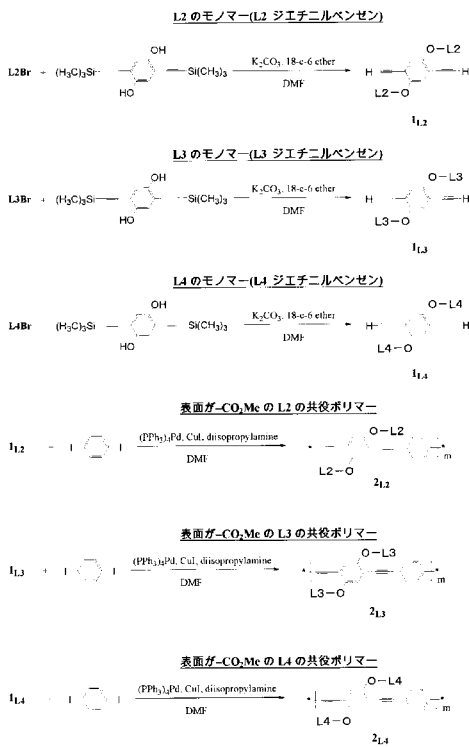 L2 のモノマー(L2 ジエチニルベンゼン)
OH
O-L2
L2Br + (H3C)3Si Si(CH3)3 K2CO3, 18-c-6 ether H H
HO
DMF
L2-O
1L2
L3 のモノマー(L3 ジエチニルベンゼン)
OH
O-L3
L3Br + (H3C)3Si Si(CH3)3 K2CO3, 18-c-6 ether H H
HO
DMF
L3-O
1L3
L4 のモノマー(L4 ジエチニルベンゼン)
OH
O-L4
L4Br (H3C)3Si Si(CH3)3 K2CO3, 18-c-6 ether H H
HO
DMF
L4-O
1L4
表面が–CO2Me の L2 の共役ポリマー
1L2 I I (PPh3)4Pd, CuI, diisopropylamine O-L2
DMF
L2-O
m
2L2
表面が–CO2Me の L3 の共役ポリマー
1L3 + I I (PPh3)4Pd, CuI, diisopropylamine O-L3
DMF
L3-O
m
2L3
表面が–CO2Me の L4 の共役ポリマー
1L4 I I (PPh3)4Pd, CuI, diisopropylamine O-L4
DMF
L4-O
m
2L4